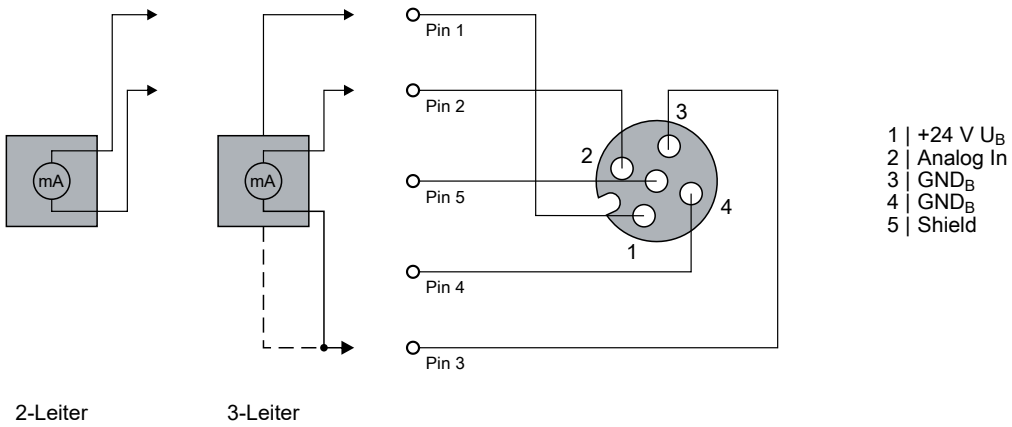 Pin 1
Pin 2
3
2
mA
mA
Pin 5
4
1
Pin 4
Pin 3
1 | +24 V U_B
2 | Analog In
3 | GND_B
4 | GND_B
5 | Shield
2-Leiter
3-Leiter